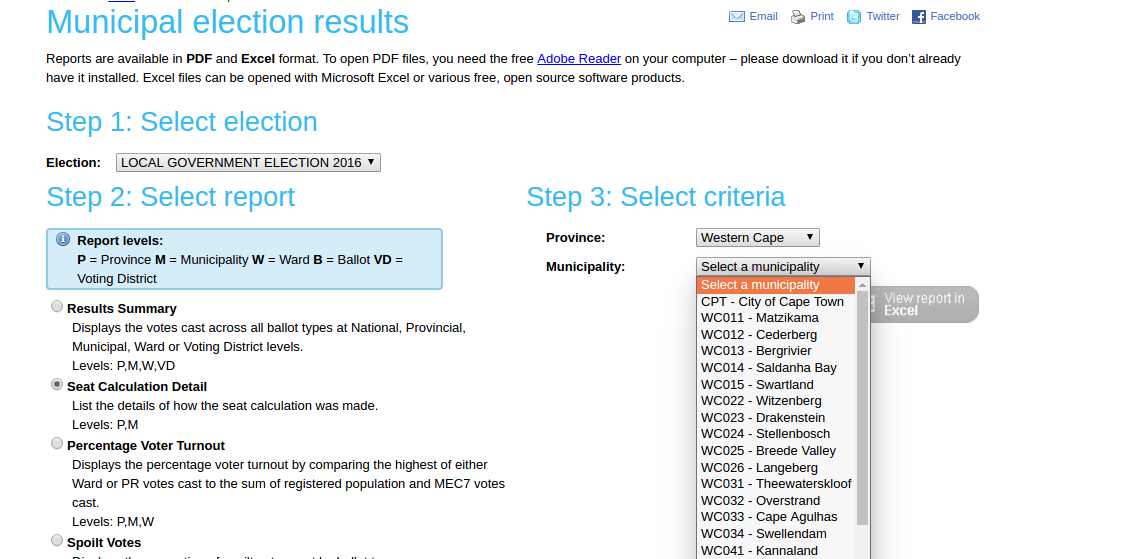 Municipal election results
Email Print Twitter Facebook
Reports are available in PDF and Excel format. To open PDF files, you need the free Adobe Reader on your computer – please download it if you don’t already
have it installed. Excel files can be opened with Microsoft Excel or various free, open source software products.
Step 1: Select election
Election: LOCAL GOVERNMENT ELECTION 2016
Step 2: Select report
Report levels:
P = Province M = Municipality W = Ward B = Ballot VD =
Voting District
Results Summary
Displays the votes cast across all ballot types at National, Provincial,
Municipal, Ward or Voting District levels.
Levels: P,M,W,VD
Seat Calculation Detail
List the details of how the seat calculation was made.
Levels: P,M
Percentage Voter Turnout
Displays the percentage voter turnout by comparing the highest of either
Ward or PR votes cast to the sum of registered population and MEC7 votes
cast.
Levels: P,M,W
Spoilt Votes
Step 3: Select criteria
Province: Western Cape
Municipality: Select a municipality
Select a municipality
CPT - City of Cape Town
WC011 - Matzikama
WC012 - Cederberg
WC013 - Bergrivier
WC014 - Saldanha Bay
WC015 - Swartland
WC022 - Witzenberg
WC023 - Drakenstein
WC024 - Stellenbosch
WC025 - Breede Valley
WC026 - Langeberg
WC031 - Theewaterskloof
WC032 - Overstrand
WC033 - Cape Agulhas
WC034 - Swellendam
WC041 - Kannaland
View report in
Excel